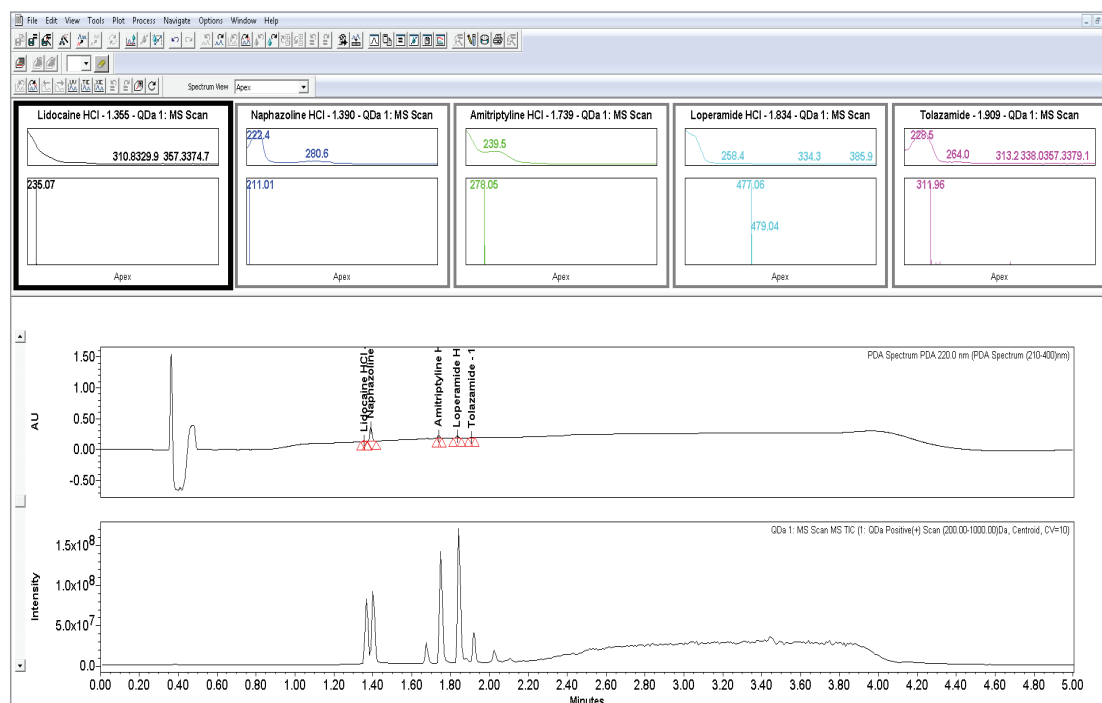 File Edit View Tools Plot Process Navigate Options Window Help
Spectrum View Apex
Lidocaine HCl - 1.355 - QDa 1: MS Scan
310.8329.9 357.3374.7
235.07
Apex
Naphazoline HCl - 1.390 - QDa 1: MS Scan
222.4
280.6
211.01
Apex
Amitriptyline HCl - 1.739 - QDa 1: MS Scan
239.5
278.05
Apex
Loperamide HCl - 1.834 - QDa 1: MS Scan
258.4 334.3 385.9
477.06
479.04
Apex
Tolazamide - 1.909 - QDa 1: MS Scan
228.5
264.0 313.2 338.0357.3379.1
311.96
Apex
PDA Spectrum PDA 220.0 nm (PDA Spectrum (210-400)nm)
AU
1.50
1.00
0.50
0.00
-0.50
Lidocaine HCl -
Naphazoline
Amitriptyline H
Loperamide H
Tolazamide - 1
QDa 1: MS Scan MS TIC (1: QDa Positive(+) Scan (200.00-1000.00)Da, Centroid, CV=10)
Intensity
1.5x10⁸
1.0x10⁸
5.0x10⁷
0.0
0.00 0.20 0.40 0.60 0.80 1.00 1.20 1.40 1.60 1.80 2.00 2.20 2.40 2.60 2.80 3.00 3.20 3.40 3.60 3.80 4.00 4.20 4.40 4.60 4.80 5.00
Minutes